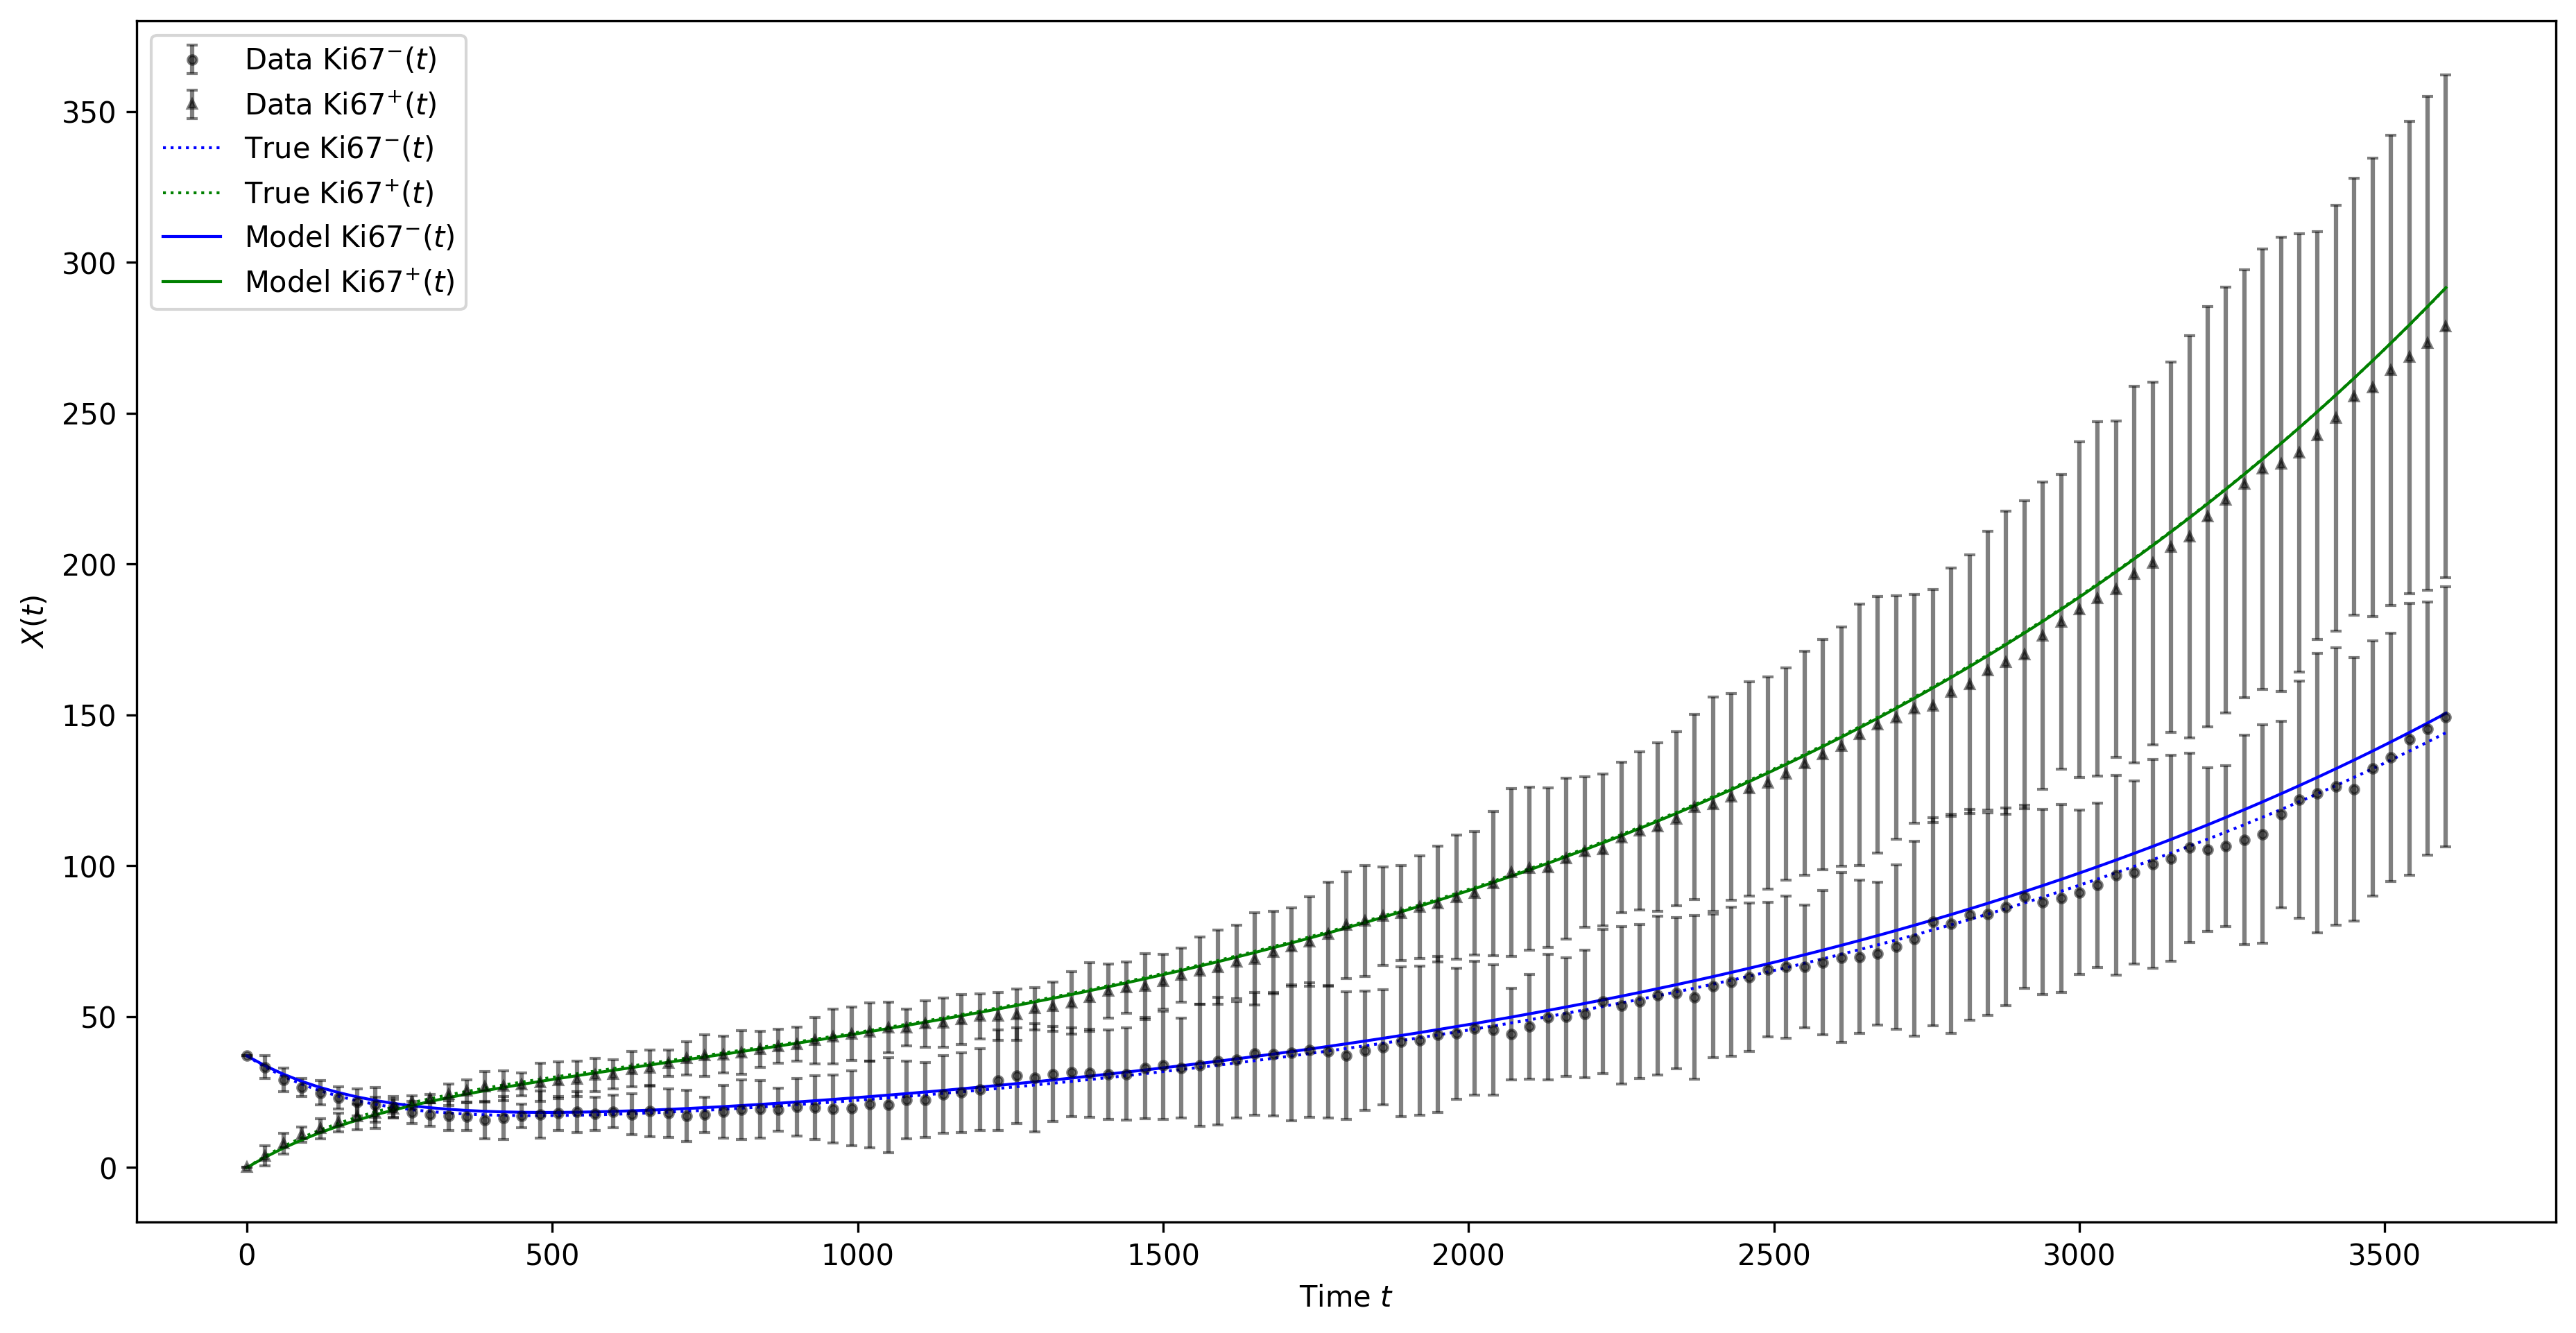 Data Ki67⁻(t)
Data Ki67⁺(t)
True Ki67⁻(t)
True Ki67⁺(t)
Model Ki67⁻(t)
Model Ki67⁺(t)
350
300
250
200
150
100
50
0
X(t)
0 500 1000 1500 2000 2500 3000 3500
Time t